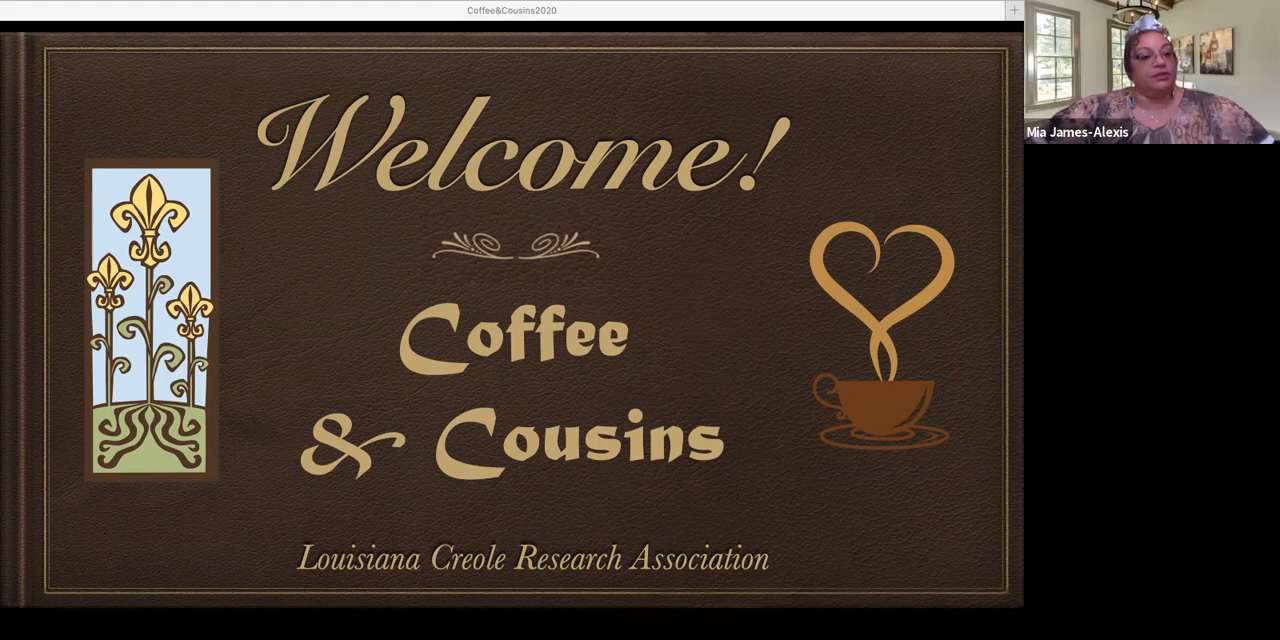 Coffee&Cousins2020
Mia James-Alexis
Welcome!
Coffee
& Cousins
Louisiana Creole Research Association